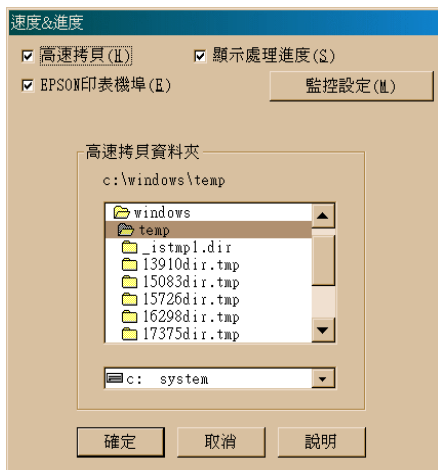 速度&進度
高速拷貝(H) 顯示處理進度(S)
EPSON印表機埠(E) 監控設定(M)
高速拷貝資料夾
c:\windows\temp
windows
temp
_istmp1.dir
13910dir.tmp
15083dir.tmp
15726dir.tmp
16298dir.tmp
17375dir.tmp
c: system
確定 取消 說明